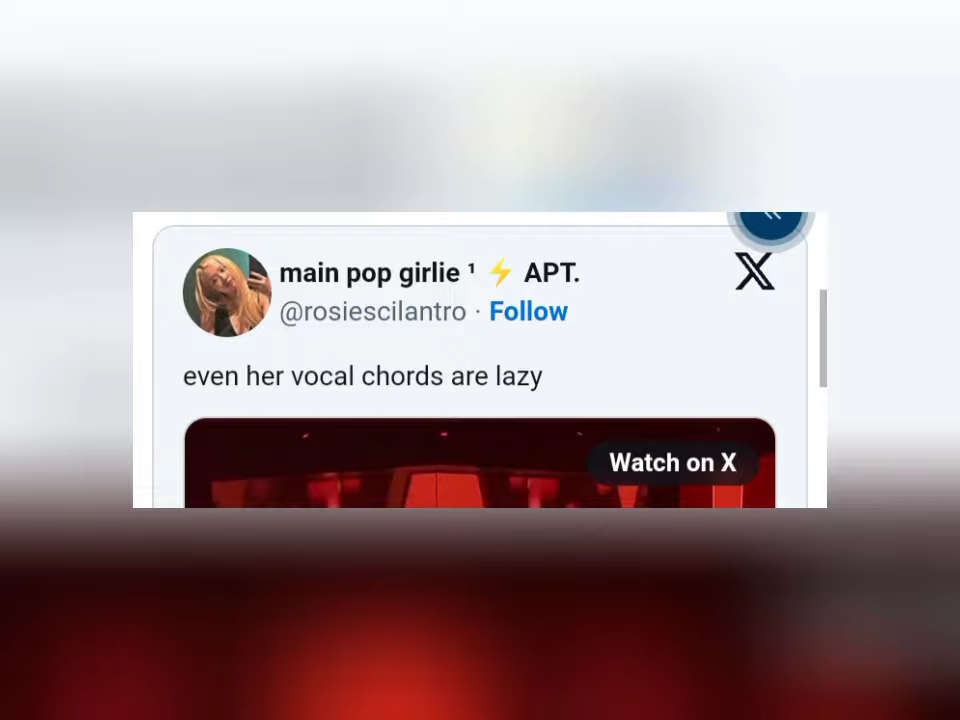 main pop girlie ¹ ⚡ APT.
@rosiescilantro · Follow
even her vocal chords are lazy
Watch on X